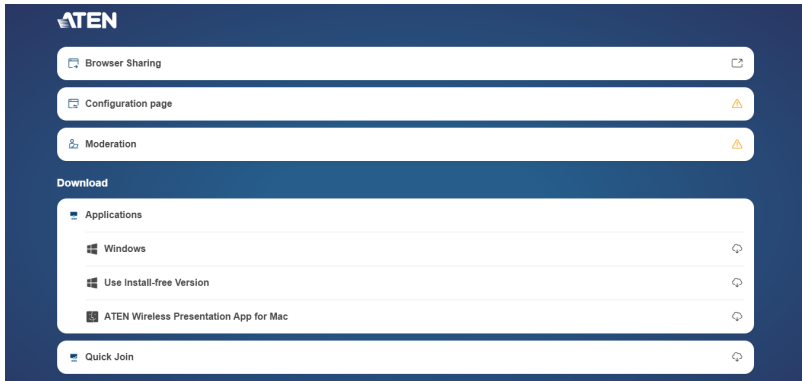 ATEN
Browser Sharing
Configuration page
Moderation
Download
Applications
Windows
Use Install-free Version
ATEN Wireless Presentation App for Mac
Quick Join